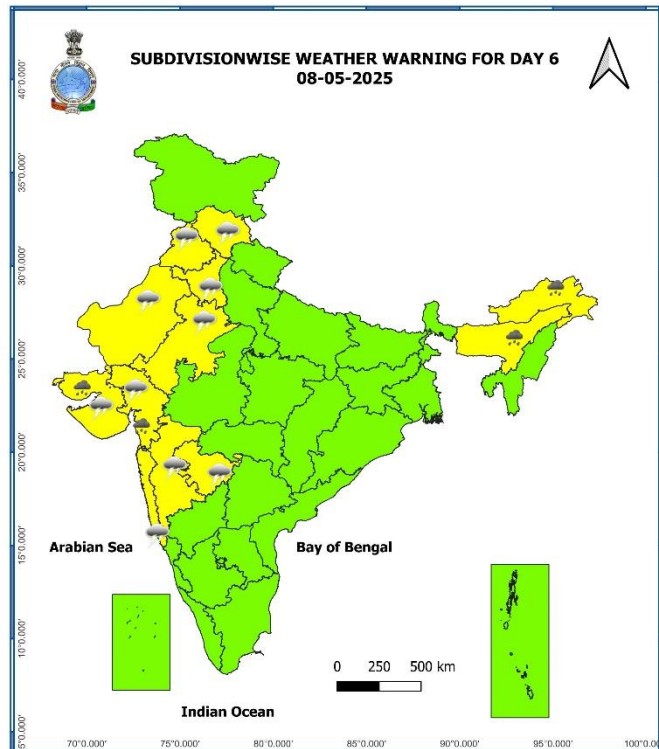 SUBDIVISIONWISE WEATHER WARNING FOR DAY 6
08-05-2025
40°0.000'
35°0.000'
30°0.000'
25°0.000'
20°0.000'
15°0.000'
10°0.000'
5°0.000'
Arabian Sea
Bay of Bengal
0 250 500 km
Indian Ocean
70°0.000' 75°0.000' 80°0.000' 85°0.000' 90°0.000' 95°0.000' 100°0.00